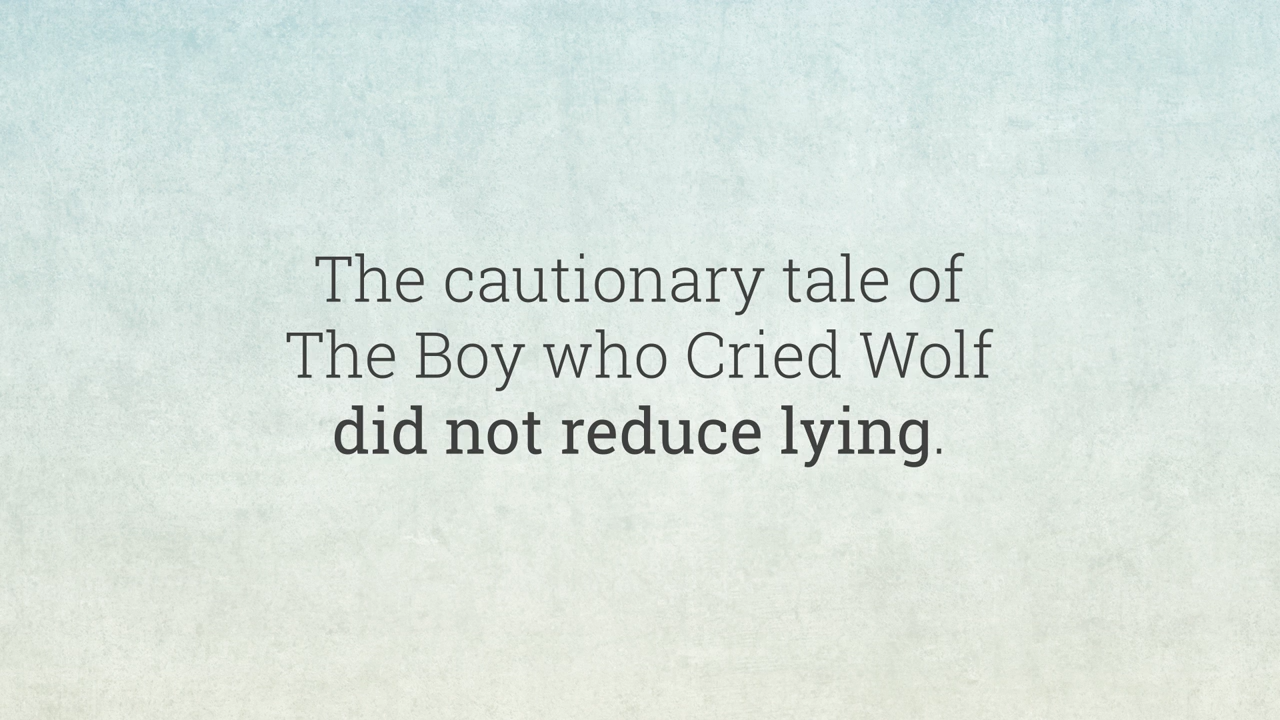 The cautionary tale of
The Boy who Cried Wolf
did not reduce lying.